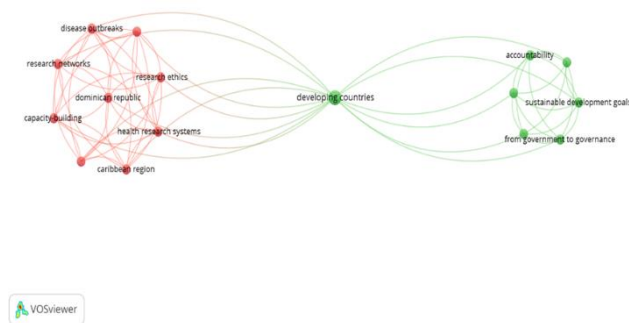 disease outbreaks
research networks
research ethics
dominican republic
capacity building
health research systems
caribbean region
developing countries
accountability
sustainable development goals
from government to governance
VOSviewer